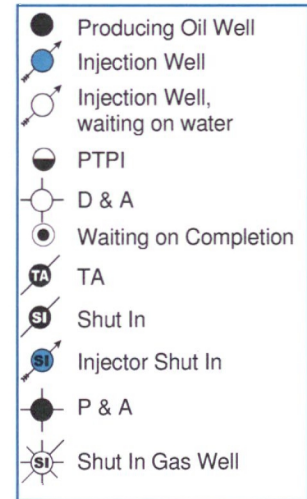 Producing Oil Well
Injection Well
Injection Well,
waiting on water
PTPI
D & A
Waiting on Completion
TA TA
SI Shut In
SI Injector Shut In
P & A
SI Shut In Gas Well